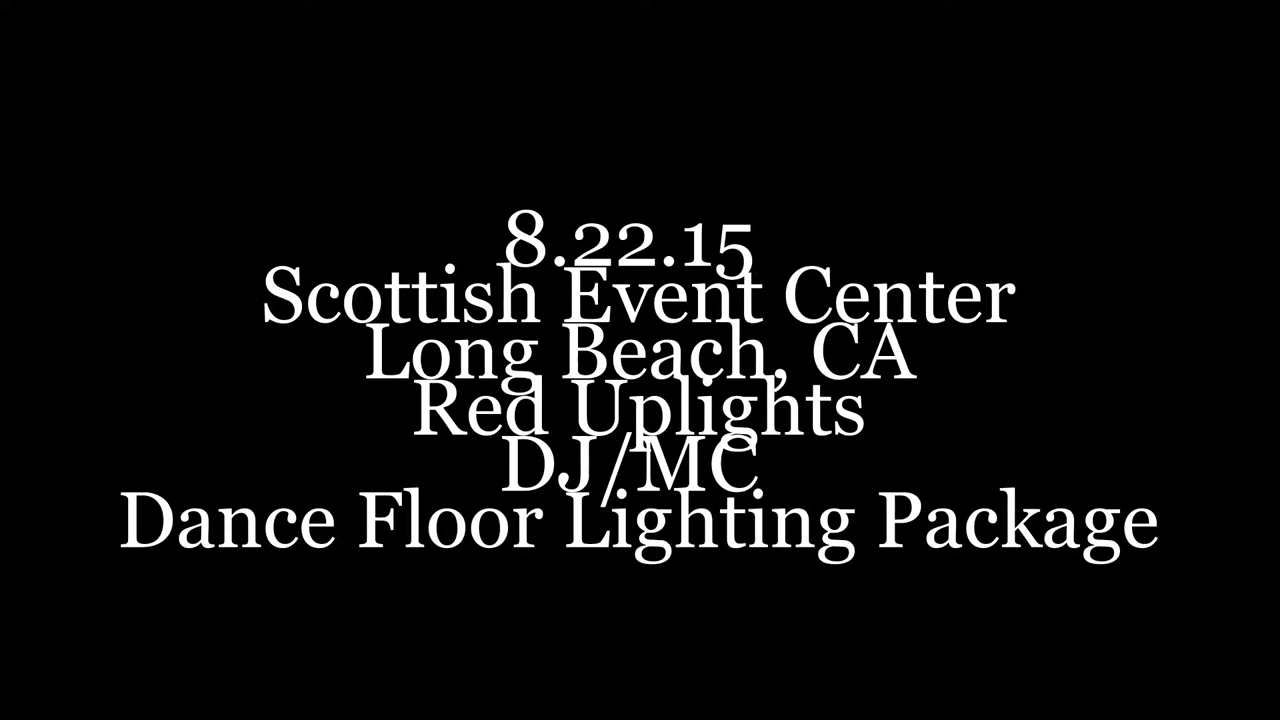 8.22.15
Scottish Event Center
Long Beach, CA
Red Uplights
DJ/MC
Dance Floor Lighting Package